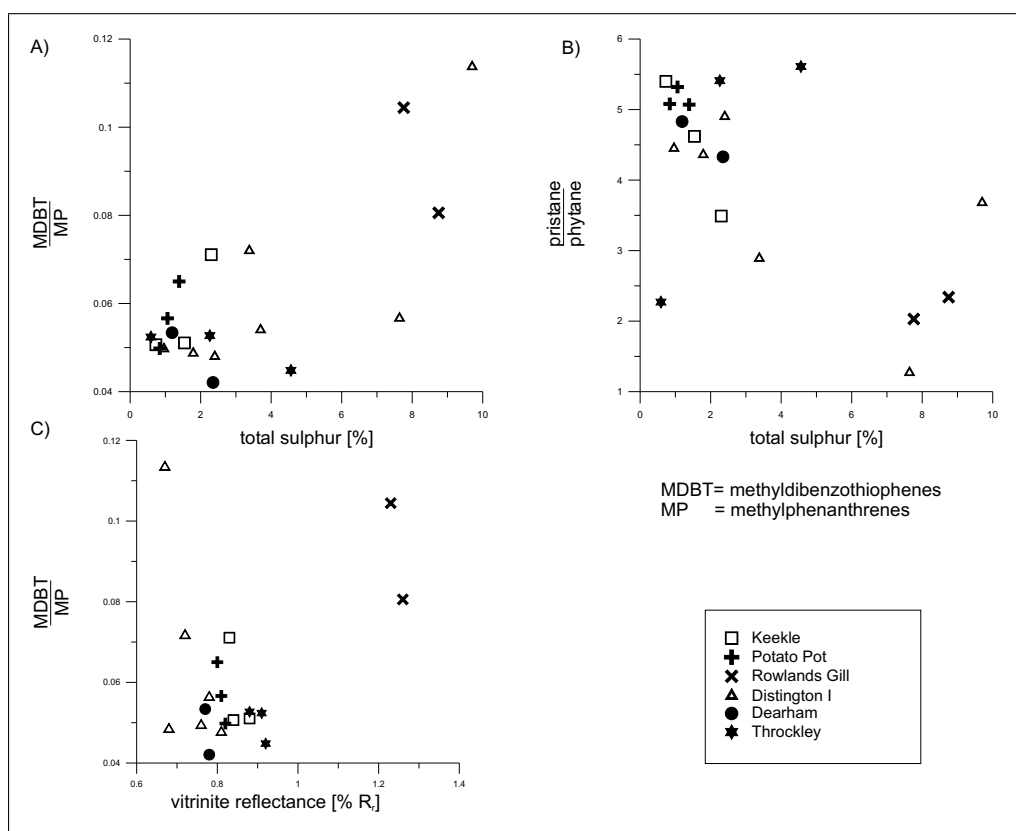 A)
0.12
0.1
0.08
0.06
0.04
MDBT
MP
0
2
4
6
8
10
total sulphur [%]
B)
6
5
4
3
2
1
pristane
phytane
0
2
4
6
8
10
total sulphur [%]
C)
0.12
0.1
0.08
0.06
0.04
MDBT
MP
0.6
0.8
1
1.2
1.4
vitrinite reflectance [% Rr]
MDBT= methyldibenzothiophenes
MP = methylphenanthrenes
Keekle
Potato Pot
Rowlands Gill
Distington I
Dearham
Throckley